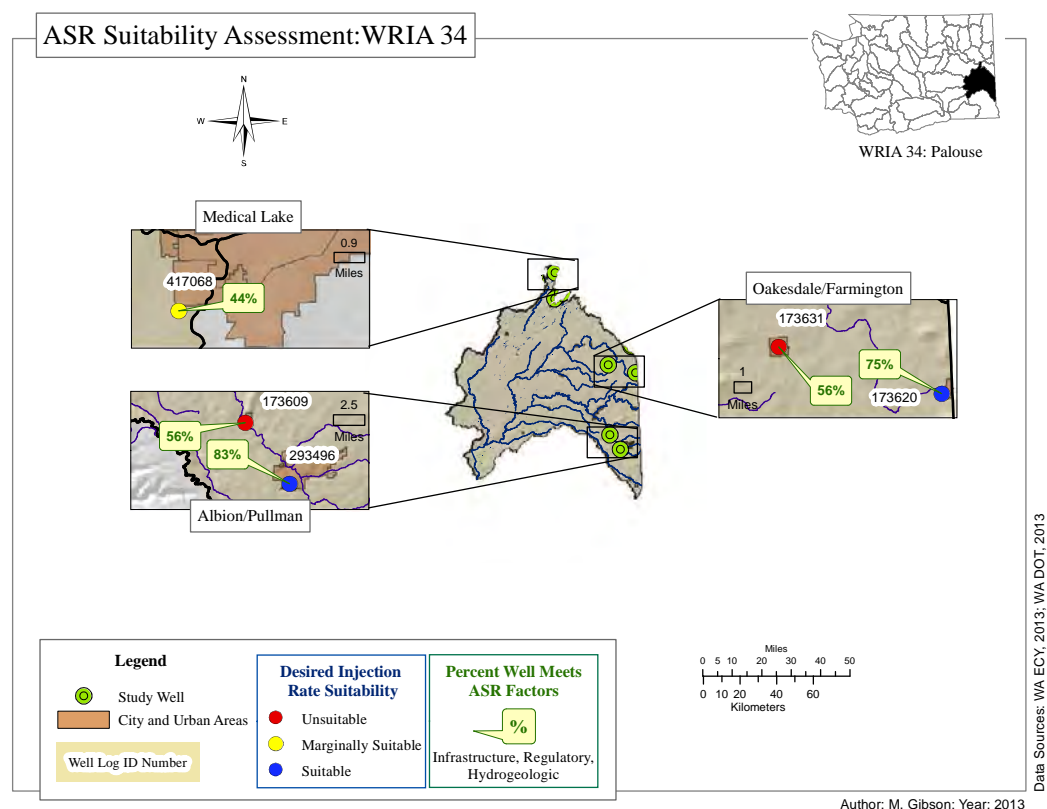 ASR Suitability Assessment:WRIA 34
WRIA 34: Palouse
N
W
E
S
Medical Lake
0.9
Miles
417068
44%
Oakesdale/Farmington
173631
75%
1
Miles
56%
173620
173609
2.5
Miles
56%
83%
293496
Albion/Pullman
Legend
Study Well
City and Urban Areas
Well Log ID Number
Desired Injection
Rate Suitability
Unsuitable
Marginally Suitable
Suitable
Percent Well Meets
ASR Factors
%
Infrastructure, Regulatory,
Hydrogeologic
Miles
0 5 10 20 30 40 50
0 10 20 40 60
Kilometers
Data Sources: WA ECY, 2013; WA DOT, 2013
Author: M. Gibson; Year: 2013